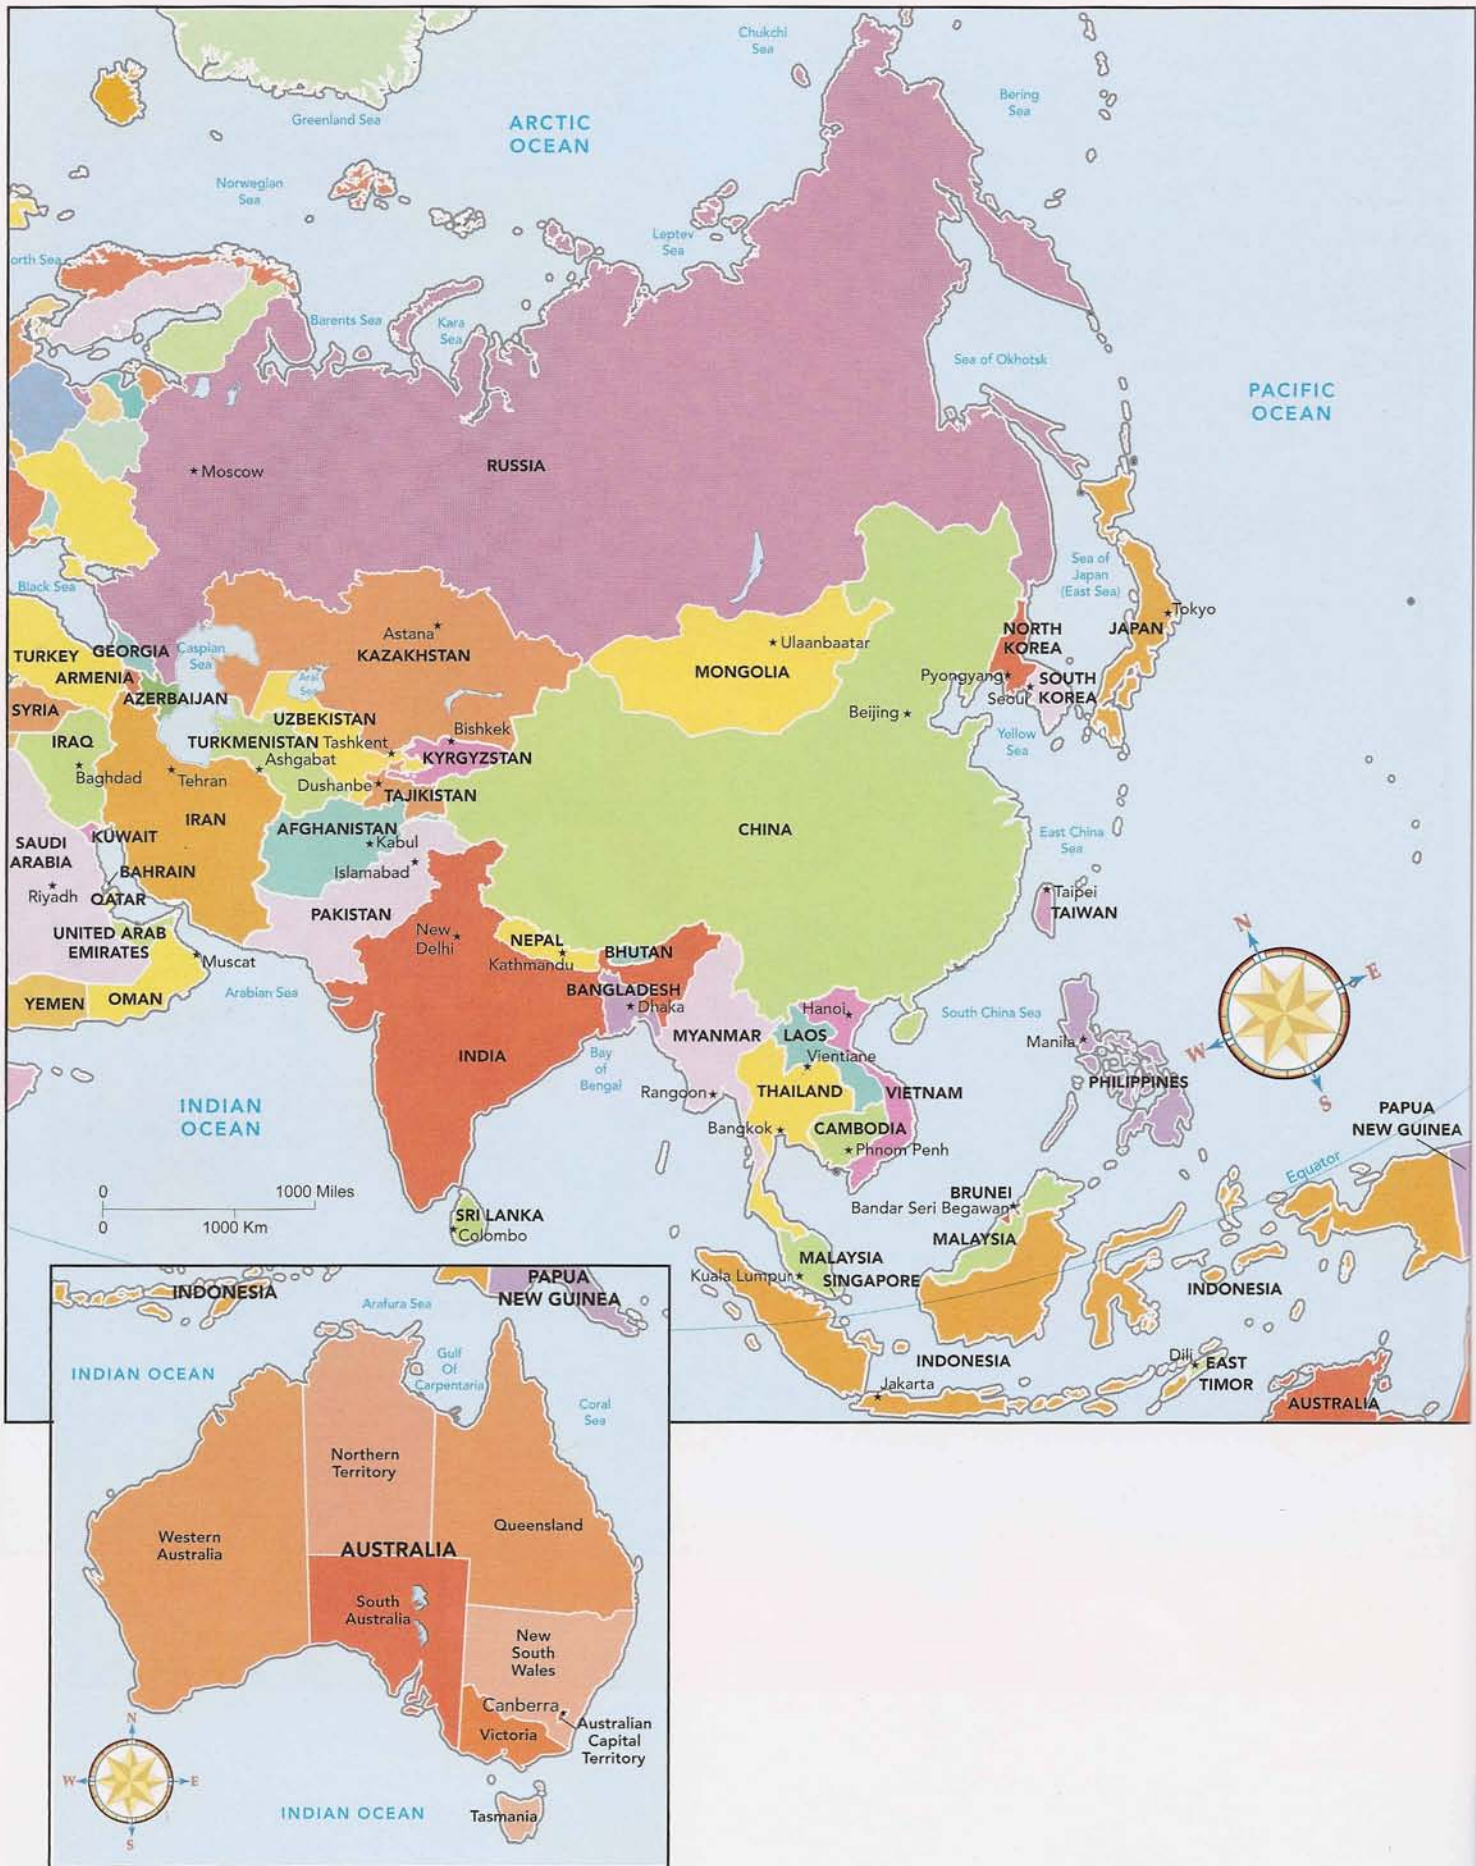 Chukchi
Sea
Bering
Sea
Greenland Sea
ARCTIC
OCEAN
Norwegian
Sea
Leptev
Sea
orth Sea
Barents Sea
Kara
Sea
Sea of Okhotsk
PACIFIC
OCEAN
Moscow
RUSSIA
Black Sea
Sea of
Japan
(East Sea)
Tokyo
Astana
KAZAKHSTAN
Ulaanbaatar
MONGOLIA
NORTH
KOREA
JAPAN
TURKEY
GEORGIA
Caspian
Sea
ARMENIA
AZERBAIJAN
Aral
Sea
Pyongyang
SOUTH
KOREA
Seoul
SYRIA
UZBEKISTAN
Beijing
IRAQ
TURKMENISTAN
Tashkent
Bishkek
Yellow
Sea
Ashgabat
KYRGYZSTAN
Baghdad
Tehran
Dushanbe
TAJIKISTAN
IRAN
AFGHANISTAN
CHINA
KUWAIT
Kabul
East China
Sea
SAUDI
ARABIA
BAHRAIN
Islamabad
Riyadh
QATAR
PAKISTAN
Taipei
TAIWAN
UNITED ARAB
EMIRATES
New
Delhi
NEPAL
Kathmandu
BHUTAN
N
E
W
S
Muscat
YEMEN
OMAN
Arabian Sea
BANGLADESH
Dhaka
Hanoi
South China Sea
MYANMAR
LAOS
Manila
INDIA
Bay
of
Bengal
Vientiane
PHILIPPINES
Rangoon
THAILAND
VIETNAM
INDIAN
OCEAN
Bangkok
CAMBODIA
Phnom Penh
PAPUA
NEW GUINEA
Equator
0
1000 Miles
0
1000 Km
SRI LANKA
Colombo
BRUNEI
Bandar Seri Begawan
MALAYSIA
MALAYSIA
Kuala Lumpur
SINGAPORE
INDONESIA
INDONESIA
Dili
EAST
TIMOR
Jakarta
AUSTRALIA
INDONESIA
PAPUA
NEW GUINEA
Arafura Sea
INDIAN OCEAN
Gulf
Of
Carpentaria
Coral
Sea
Northern
Territory
Western
Australia
Queensland
AUSTRALIA
South
Australia
New
South
Wales
Canberra
Victoria
Australian
Capital
Territory
N
W
E
S
INDIAN OCEAN
Tasmania